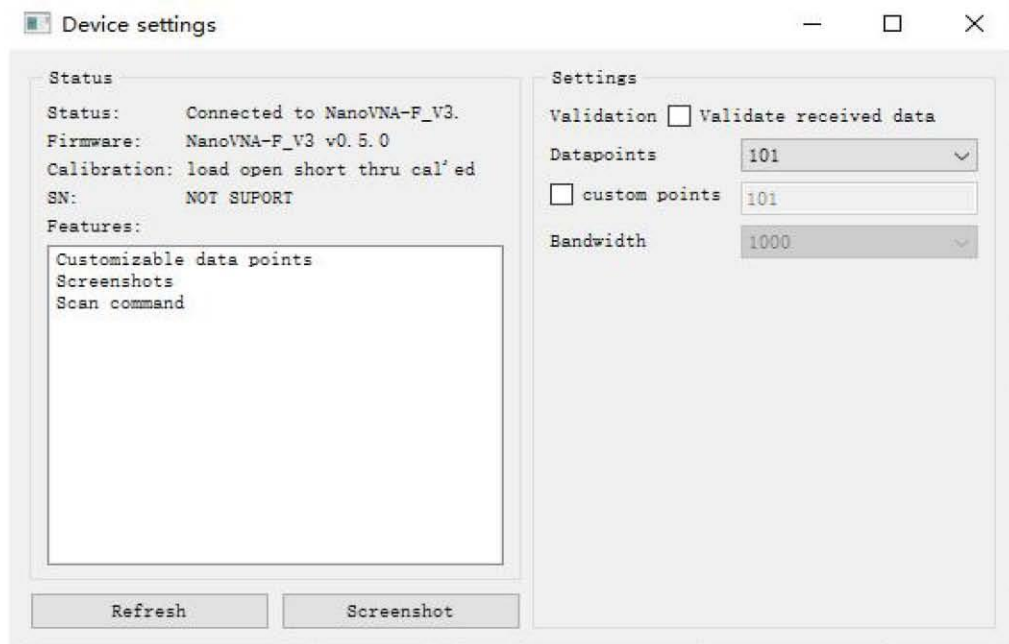 Device settings
Status
Status: Connected to NanoVNA-F_V3.
Firmware: NanoVNA-F_V3 v0.5.0
Calibration: load open short thru cal'ed
SN: NOT SUPORT
Features:
Customizable data points
Screenshots
Scan command
Refresh
Screenshot
Settings
Validation Validate received data
Datapoints 101
custom points 101
Bandwidth 1000